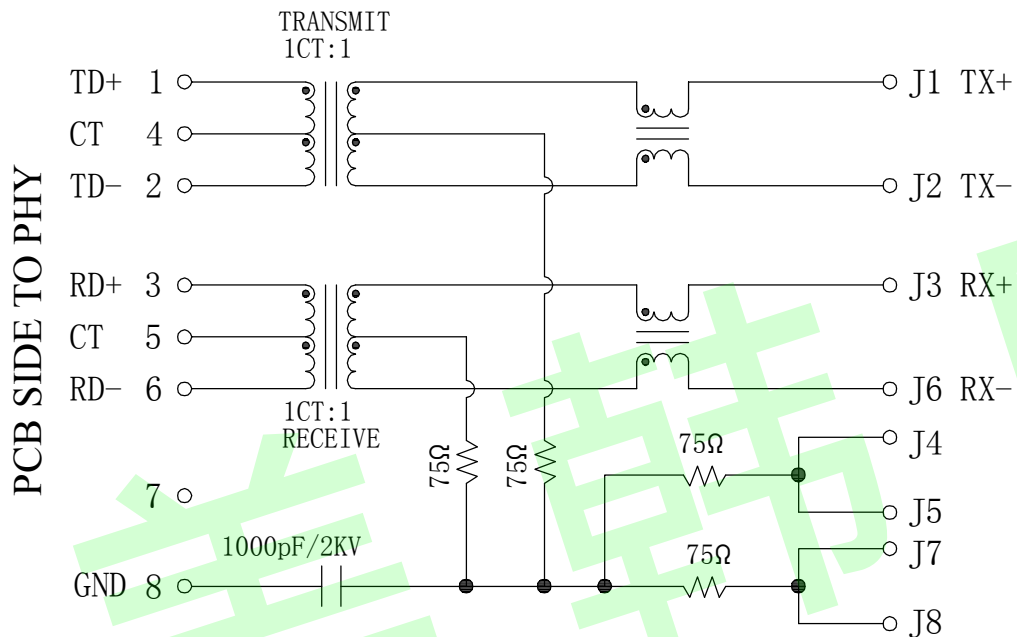 TRANSMIT
1CT:1
TD+ 1
J1 TX+
CT 4
TD- 2
J2 TX-
PCB SIDE TO PHY
RD+ 3
J3 RX+
CT 5
RD- 6
J6 RX-
1CT:1
RECEIVE
75Ω
75Ω
75Ω
J4
7
J5
1000pF/2KV
75Ω
J7
GND 8
J8